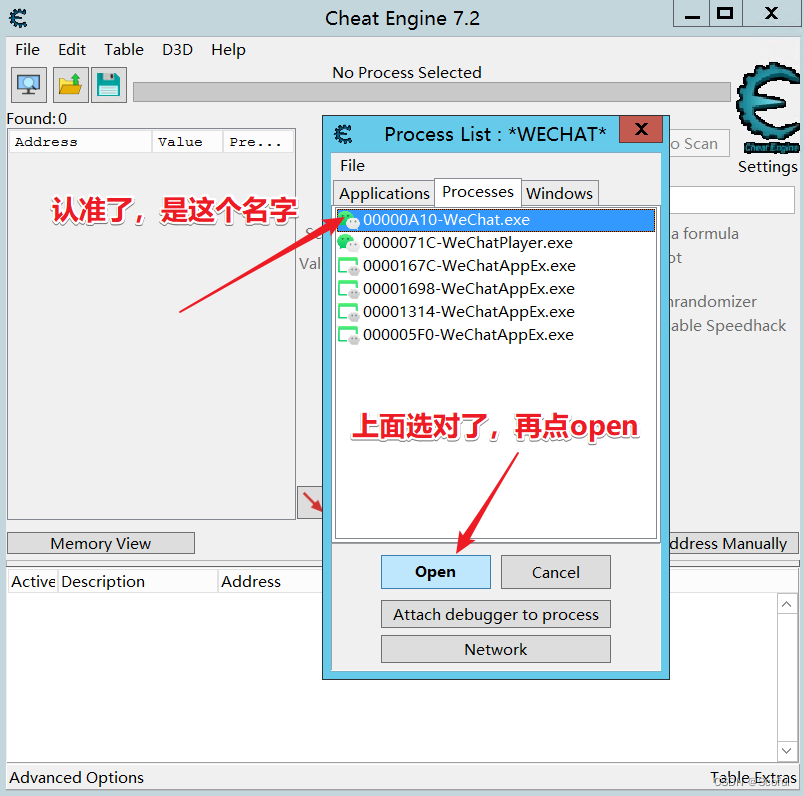 Cheat Engine 7.2
File Edit Table D3D Help
No Process Selected
Found:0
Address Value Pre...
Cheat Engine
Settings
o Scan
Val
a formula
pt
nrandomizer
able Speedhack
Process List : *WECHAT*
File
Applications Processes Windows
00000A10-WeChat.exe
0000071C-WeChatPlayer.exe
0000167C-WeChatAppEx.exe
00001698-WeChatAppEx.exe
00001314-WeChatAppEx.exe
000005F0-WeChatAppEx.exe
认准了，是这个名字
上面选对了，再点open
Open Cancel
Attach debugger to process
Network
Memory View
ddress Manually
Active Description Address
Advanced Options
Table Extras